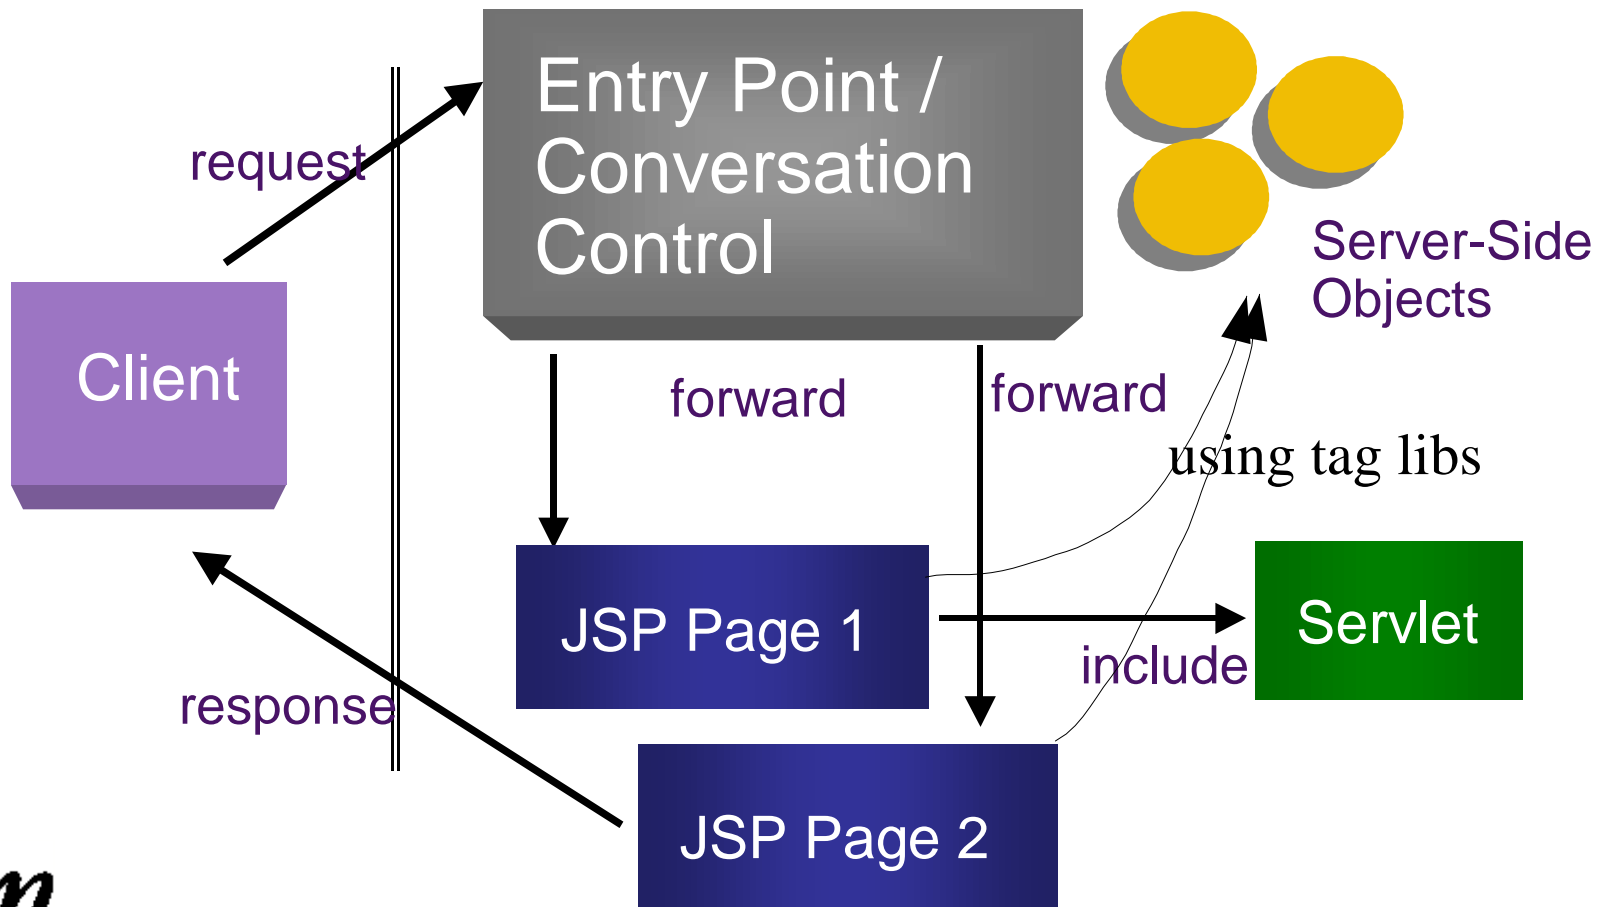 Entry Point /
Conversation
Control
request
Server-Side
Objects
Client
forward
forward
using tag libs
JSP Page 1
Servlet
include
response
JSP Page 2